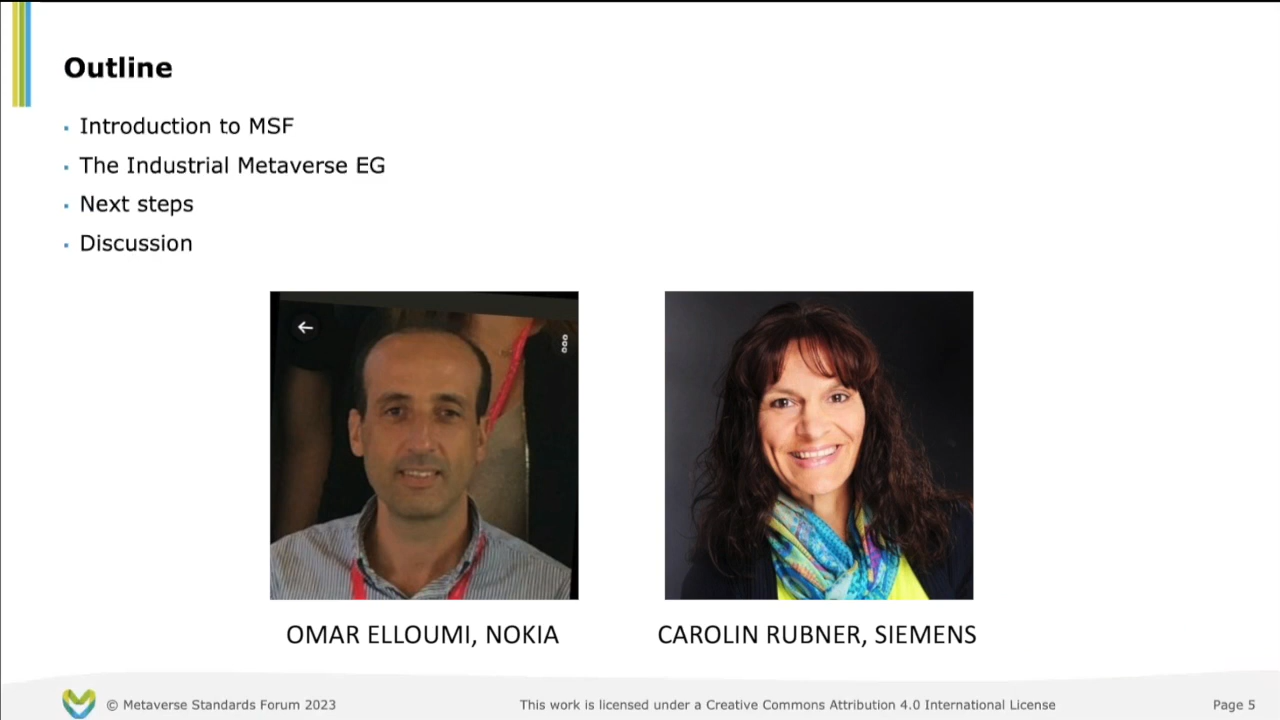 Outline
Introduction to MSF
The Industrial Metaverse EG
Next steps
Discussion
OMAR ELLOUMI, NOKIA
CAROLIN RUBNER, SIEMENS
© Metaverse Standards Forum 2023
This work is licensed under a Creative Commons Attribution 4.0 International License
Page 5